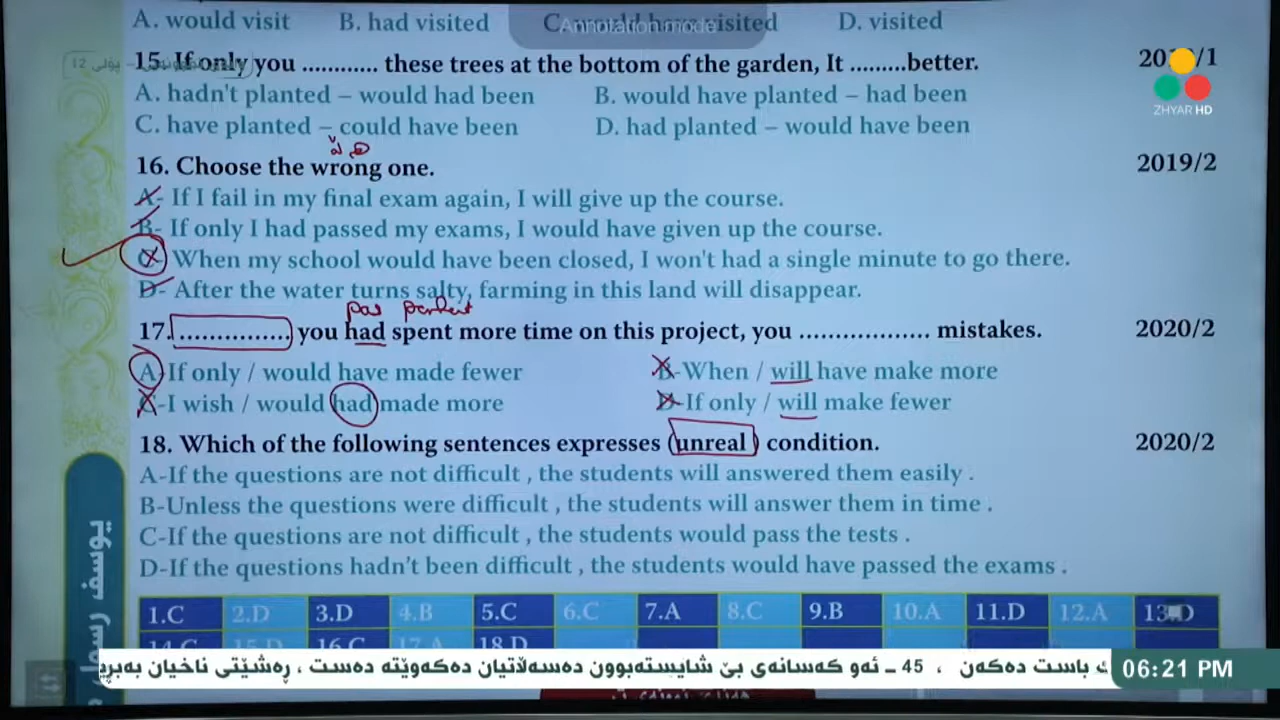 A. would visit B. had visited C. would have visited D. visited
Annotation mode
15. If only you ............ these trees at the bottom of the garden, It .........better.
A. hadn't planted – would had been B. would have planted – had been
ZHYAR HD
C. have planted – could have been D. had planted – would have been
16. Choose the wrong one. 2019/2
A- If I fail in my final exam again, I will give up the course.
B- If only I had passed my exams, I would have given up the course.
C- When my school would have been closed, I won't had a single minute to go there.
D- After the water turns salty, farming in this land will disappear.
17. ............... you had spent more time on this project, you .................. mistakes. 2020/2
A-If only / would have made fewer B-When / will have make more
C-I wish / would had made more D-If only / will make fewer
18. Which of the following sentences expresses (unreal) condition. 2020/2
A-If the questions are not difficult , the students will answered them easily .
B-Unless the questions were difficult , the students will answer them in time .
C-If the questions are not difficult , the students would pass the tests .
D-If the questions hadn't been difficult , the students would have passed the exams .
یوسف رسول
1.C 2.D 3.D 4.B 5.C 6.C 7.A 8.C 9.B 10.A 11.D 12.A 13.D
14.C 15.D 16.C 17.A 18.D
باست دەکەن ، 45 ـ ئەو کەسانەی بێ شایستەبوون دەسەڵاتیان دەکەوێتە دەست ، ڕەشێتی ناخیان
06:21 PM